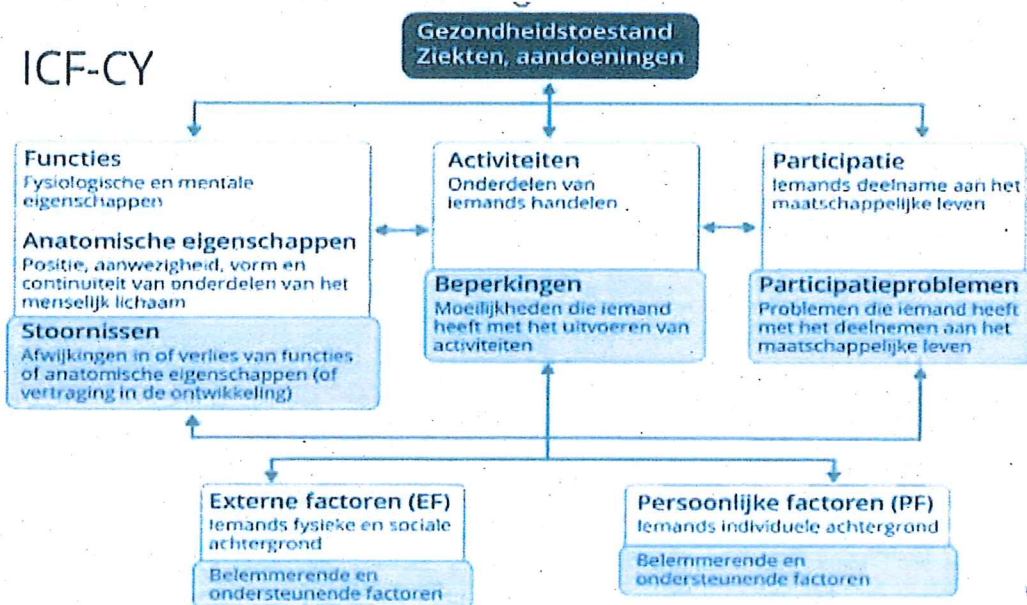 ICF-CY
Gezondheidstoestand
Ziekten, aandoeningen
Functies
Fysiologische en mentale
eigenschappen
Anatomische eigenschappen
Positie, aanwezigheid, vorm en
continuïteit van onderdelen van het
menselijk lichaam
Stoornissen
Afwijkingen in of verlies van functies
of anatomische eigenschappen (of
vertraging in de ontwikkeling)
Activiteiten
Onderdelen van
iemands handelen
Beperkingen
Moeilijkheden die iemand
heeft met het uitvoeren van
activiteiten
Participatie
Iemands deelname aan het
maatschappelijke leven
Participatieproblemen
Problemen die iemand heeft
met het deelnemen aan het
maatschappelijke leven
Externe factoren (EF)
Iemands fysieke en sociale
achtergrond
Belemmerende en
ondersteunende factoren
Persoonlijke factoren (PF)
Iemands individuele achtergrond
Belemmerende en
ondersteunende factoren